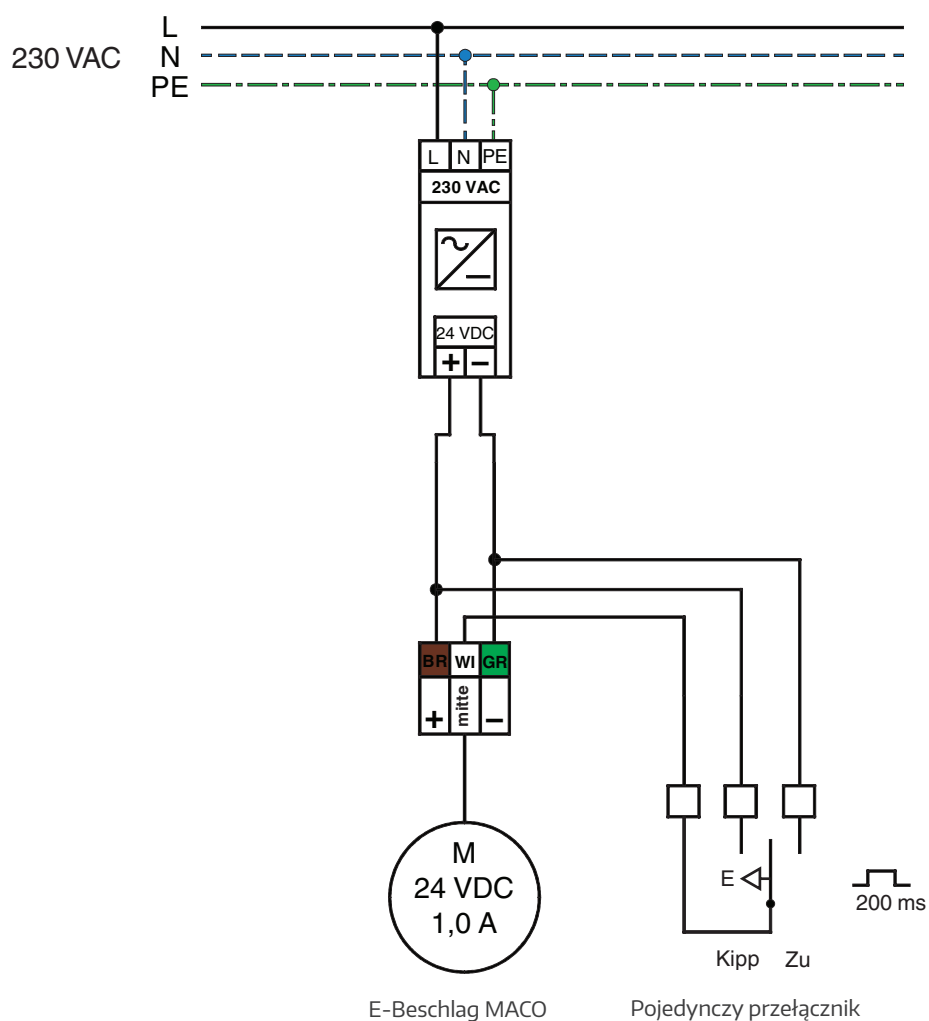 L
230 VAC
N
PE
L N PE
230 VAC
24 VDC
+ −
BR WI GR
+ mitte −
M
24 VDC
1,0 A
E
200 ms
Kipp Zu
E-Beschlag MACO
Pojedynczy przełącznik